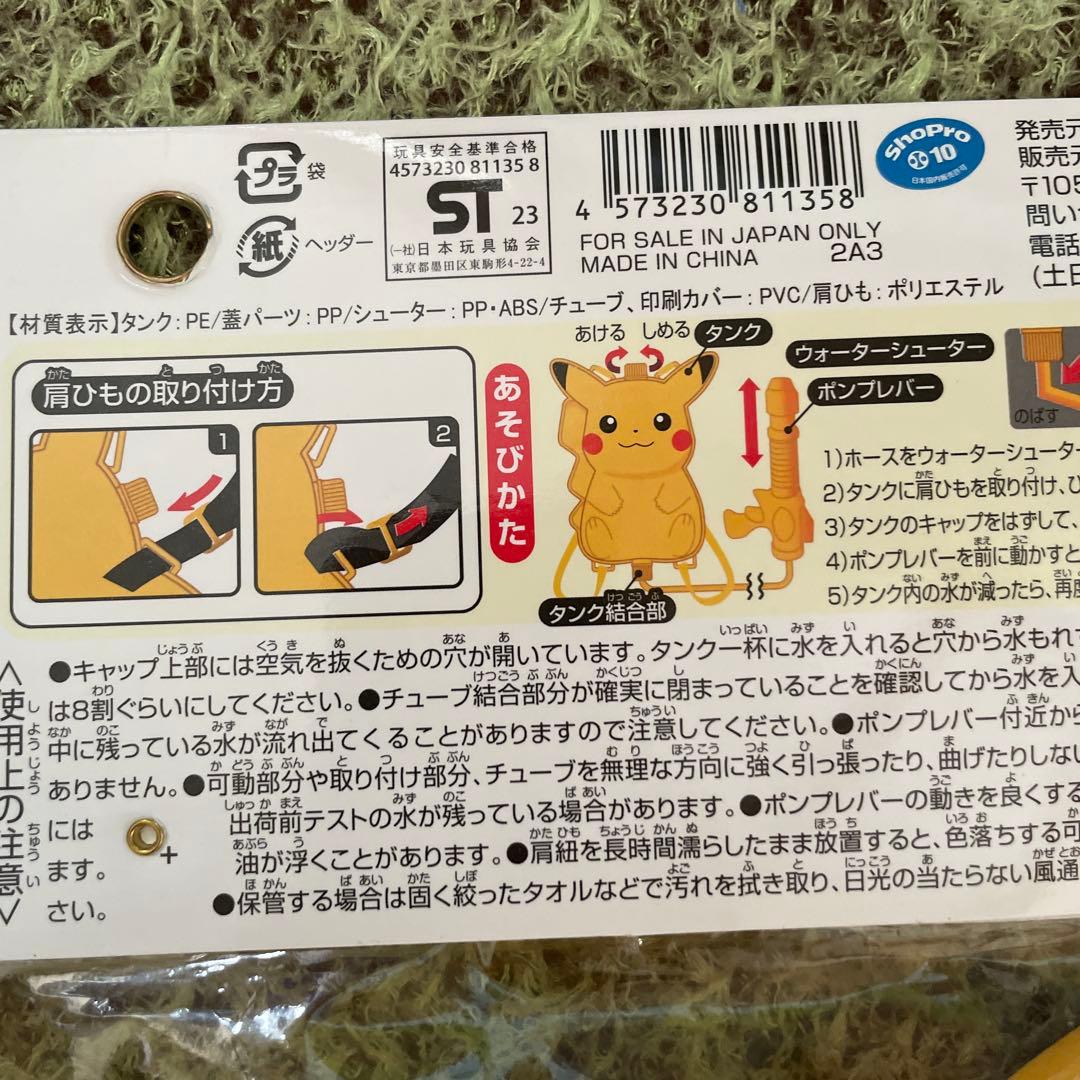 プラ
袋
紙
ヘッダー
玩具安全基準合格
4573230 81135 8
ST 23
(一社)日本玩具協会
東京都墨田区東駒形4-22-4
4 573230 811358
FOR SALE IN JAPAN ONLY
MADE IN CHINA 2A3
ShoPro
10
日本国内販売許可
発売元
販売元
〒105
問い
電話
(土日
【材質表示】タンク:PE/蓋パーツ:PP/シューター:PP・ABS/チューブ、印刷カバー:PVC/肩ひも:ポリエステル
肩ひもの取り付け方
1
2
あそびかた
あける しめる
タンク
ウォーターシューター
ポンプレバー
タンク結合部
のばす
1)ホースをウォーターシューター
2)タンクに肩ひもを取り付け、ひ
3)タンクのキャップをはずして、
4)ポンプレバーを前に動かすと
5)タンク内の水が減ったら、再度
〈使用上の注意〉
●キャップ上部には空気を抜くための穴が開いています。タンク一杯に水を入れると穴から水もれす
は8割ぐらいにしてください。●チューブ結合部分が確実に閉まっていることを確認してから水を入
中に残っている水が流れ出てくることがありますので注意してください。●ポンプレバー付近から
ありません。●可動部分や取り付け部分、チューブを無理な方向に強く引っ張ったり、曲げたりしない
には 出荷前テストの水が残っている場合があります。●ポンプレバーの動きを良くする
ます。 油が浮くことがあります。●肩紐を長時間濡らしたまま放置すると、色落ちする可
さい。 ●保管する場合は固く絞ったタオルなどで汚れを拭き取り、日光の当たらない風通